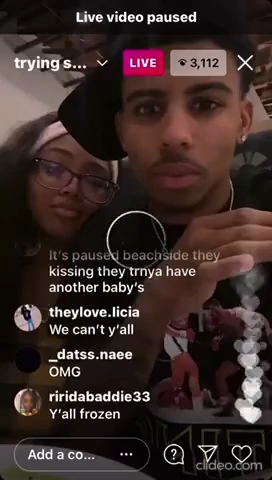 Live video paused
trying s...
LIVE
3,112
It's paused beachside they
kissing they trnya have
another baby's
theylove.licia
We can't y'all
_datss.naee
OMG
riridabaddie33
Y'all frozen
Add a co...
clideo.com